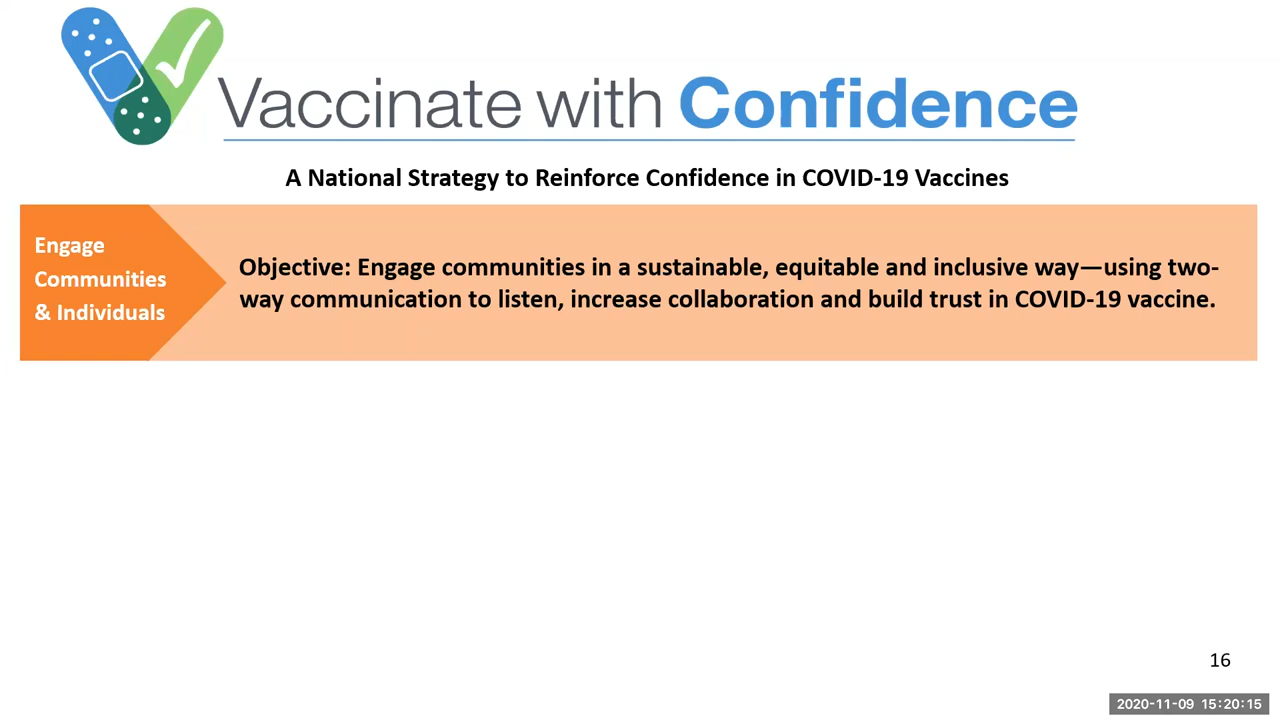 Vaccinate with Confidence
A National Strategy to Reinforce Confidence in COVID-19 Vaccines
Engage
Communities
& Individuals
Objective: Engage communities in a sustainable, equitable and inclusive way—using two-
way communication to listen, increase collaboration and build trust in COVID-19 vaccine.
16
2020-11-09 15:20:15